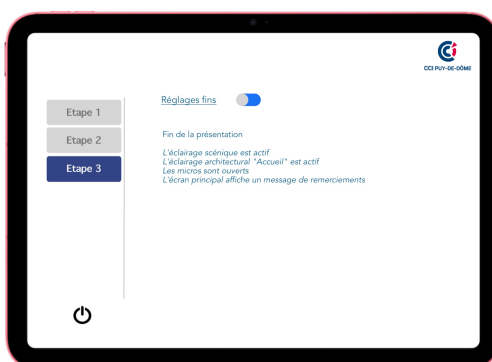 CCI PUY-DE-DÔME
Réglages fins
Etape 1
Etape 2
Etape 3
Fin de la présentation
L'éclairage scénique est actif
L'éclairage architectural "Accueil" est actif
Les micros sont ouverts
L'écran principal affiche un message de remerciements